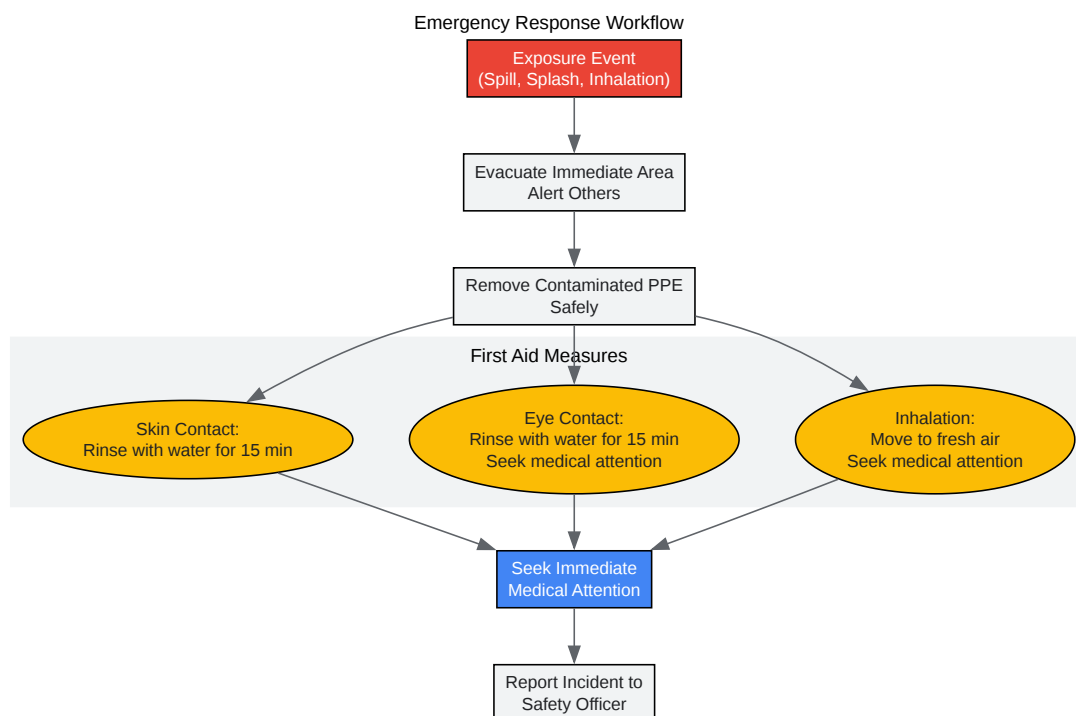 Emergency Response Workflow
Exposure Event
(Spill, Splash, Inhalation)
Evacuate Immediate Area
Alert Others
Remove Contaminated PPE
Safely
First Aid Measures
Skin Contact:
Rinse with water for 15 min
Eye Contact:
Rinse with water for 15 min
Seek medical attention
Inhalation:
Move to fresh air
Seek medical attention
Seek Immediate
Medical Attention
Report Incident to
Safety Officer